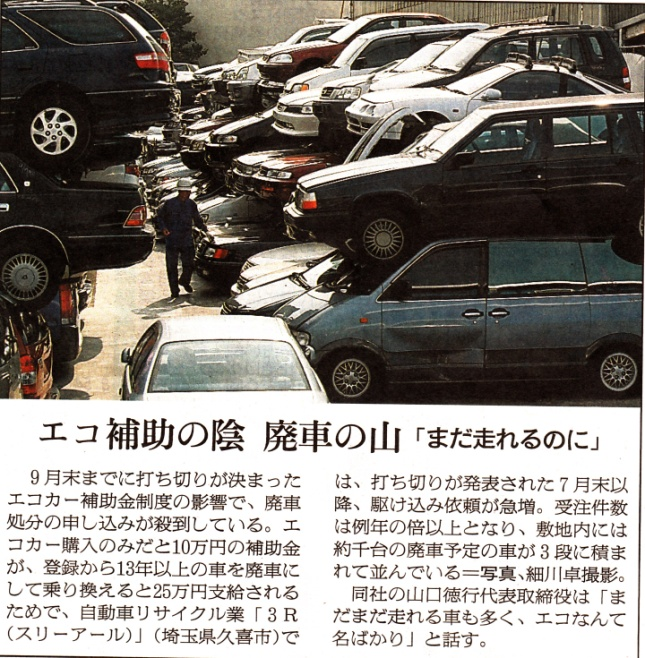 エコ補助の陰 廃車の山「まだ走れるのに」
９月末までに打ち切りが決まった
エコカー補助金制度の影響で、廃車
処分の申し込みが殺到している。エ
コカー購入のみだと10万円の補助金
が、登録から13年以上の車を廃車に
して乗り換えると25万円支給される
ためで、自動車リサイクル業「３Ｒ
（スリーアール）」（埼玉県久喜市）で
は、打ち切りが発表された７月末以
降、駆け込み依頼が急増。受注件数
は例年の倍以上となり、敷地内には
約千台の廃車予定の車が３段に積ま
れて並んでいる＝写真、細川卓撮影。
同社の山口徳行代表取締役は「ま
だまだ走れる車も多く、エコなんて
名ばかり」と話す。